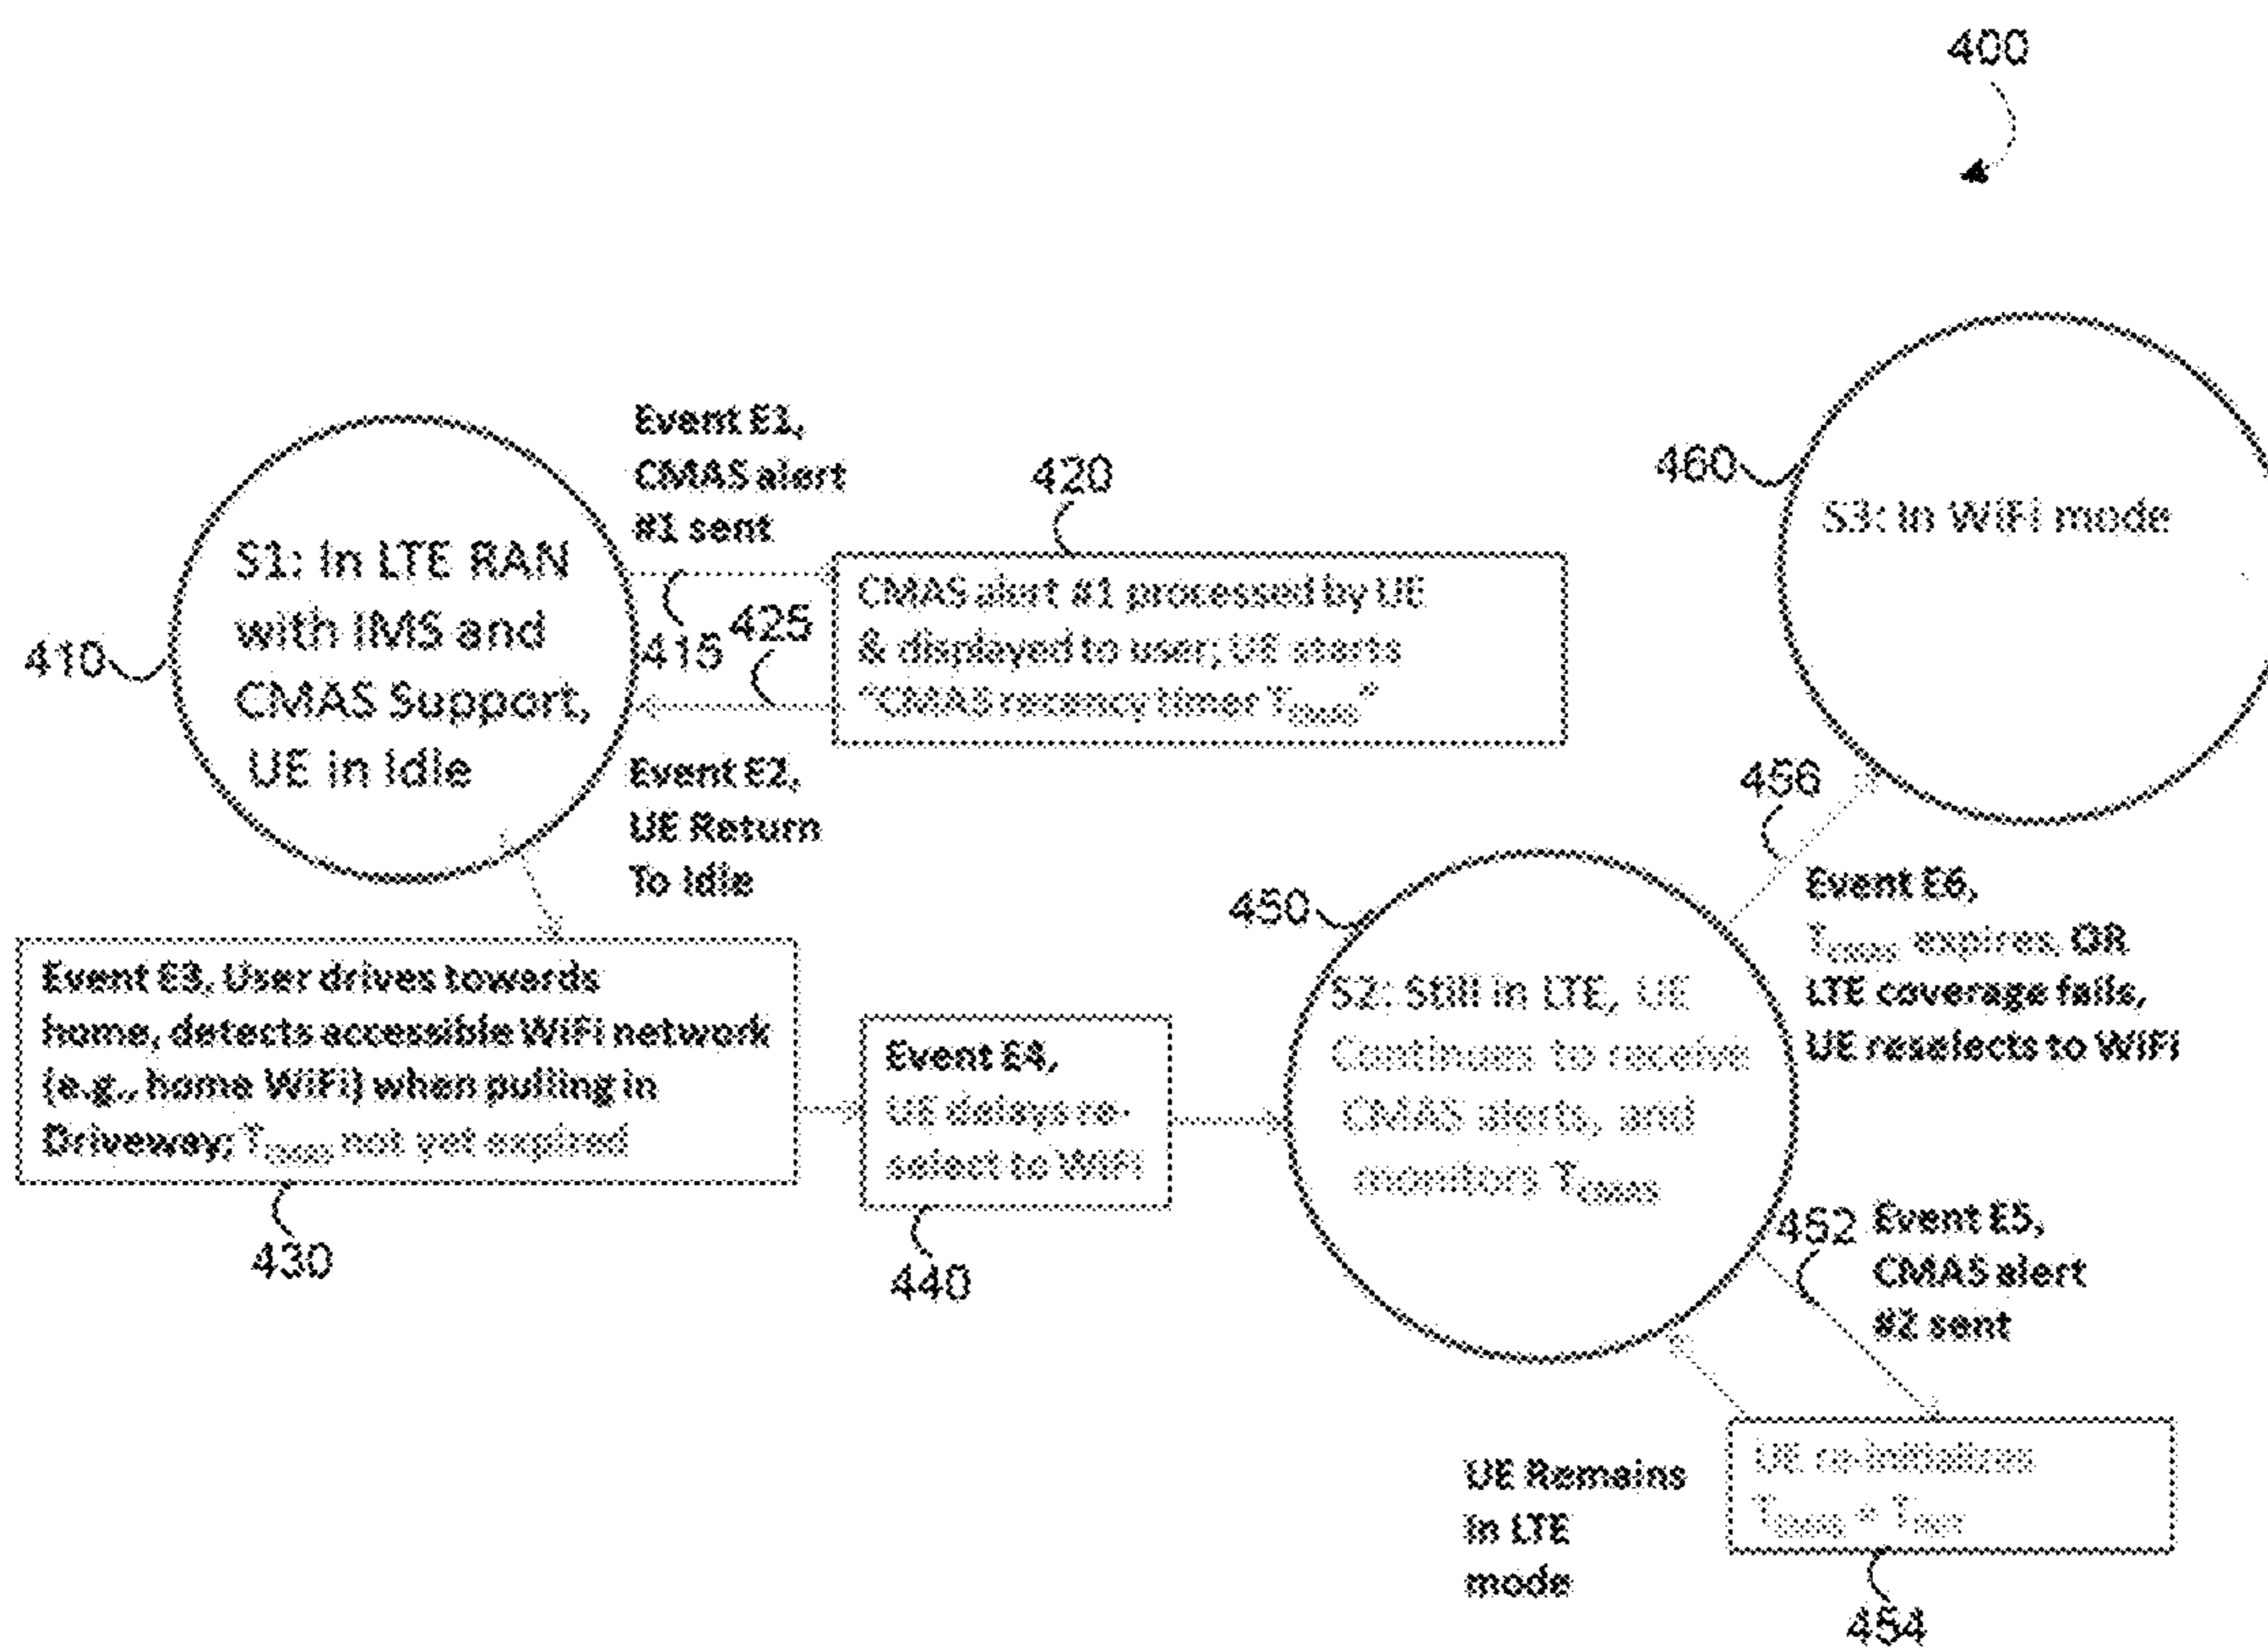 400
Event E1,
CMAS alert
#1 sent
420
460
S3: In WiFi mode
S1: In LTE RAN
with IMS and
CMAS Support,
UE in Idle
410
415
425
CMAS alert #1 processed by UE
& displayed to user; UE starts
"CMAS recency timer TCMAS"
Event E2,
UE Return
To Idle
456
Event E6,
TCMAS expires OR
LTE coverage fails,
UE reselects to WiFi
450
S2: Still in LTE, UE
Continues to receive
CMAS alerts, and
monitors TCMAS
Event E3, User drives towards
home, detects accessible WiFi network
(e.g., home WiFi) when pulling in
Driveway; TCMAS not yet expired
430
Event E4,
UE delays re-
select to WiFi
440
452
Event E5,
CMAS alert
#2 sent
UE Remains
In LTE
mode
UE re-initializes
TCMAS =
454